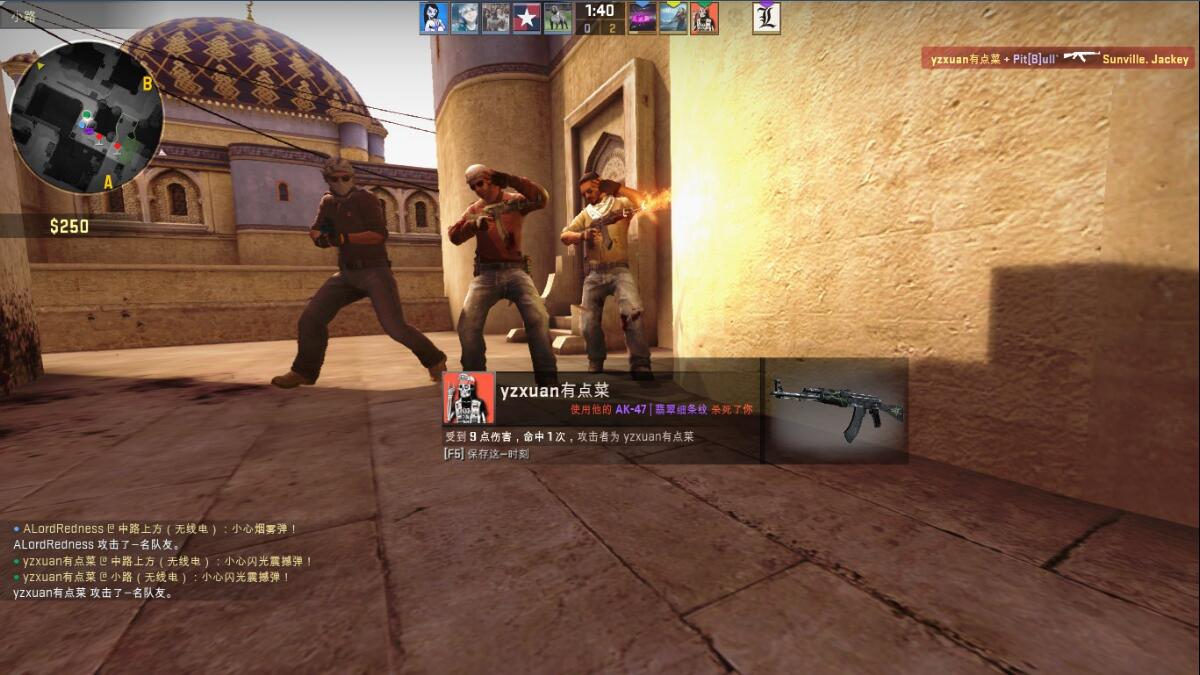 小路
1:40
0 2
B
A
$250
yzxuan有点菜 + Pit[B]ull* Sunville. Jackey
yzxuan有点菜
使用他的 AK-47 | 翡翠细条纹 杀死了你
受到 9 点伤害，命中 1 次，攻击者为 yzxuan有点菜
[F5] 保存这一时刻
ALordRedness @ 中路上方（无线电）：小心烟雾弹！
ALordRedness 攻击了一名队友。
yzxuan有点菜 @ 中路上方（无线电）：小心闪光震撼弹！
yzxuan有点菜 @ 小路（无线电）：小心闪光震撼弹！
yzxuan有点菜 攻击了一名队友。